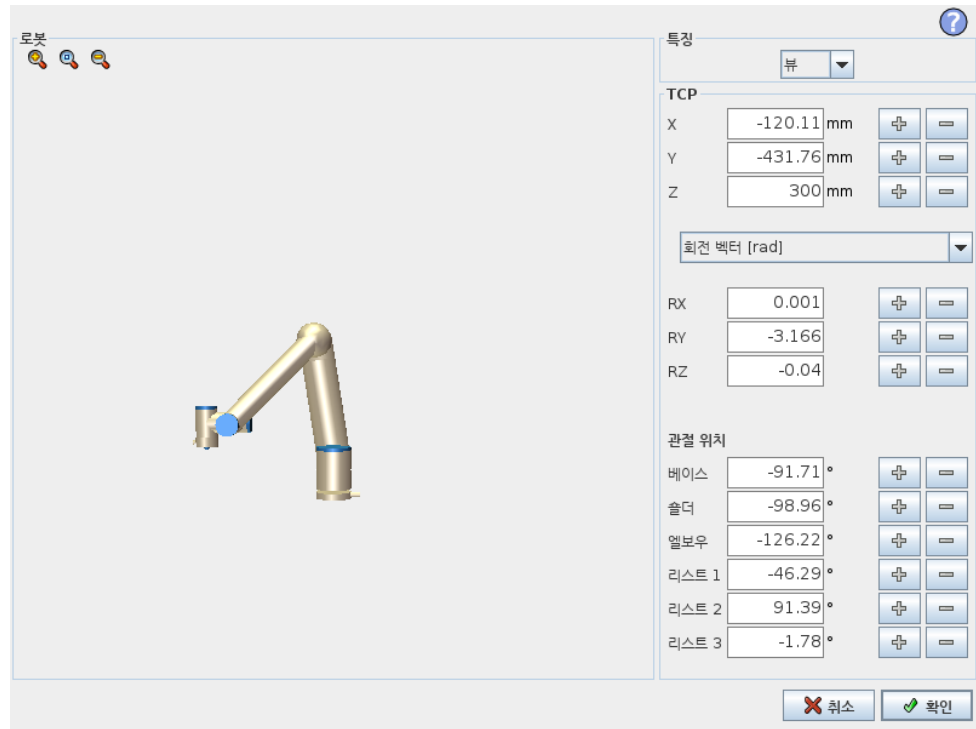 로봇
특징
뷰
TCP
X -120.11 mm
Y -431.76 mm
Z 300 mm
회전 벡터 [rad]
RX 0.001
RY -3.166
RZ -0.04
관절 위치
베이스 -91.71 °
숄더 -98.96 °
엘보우 -126.22 °
리스트 1 -46.29 °
리스트 2 91.39 °
리스트 3 -1.78 °
취소 확인